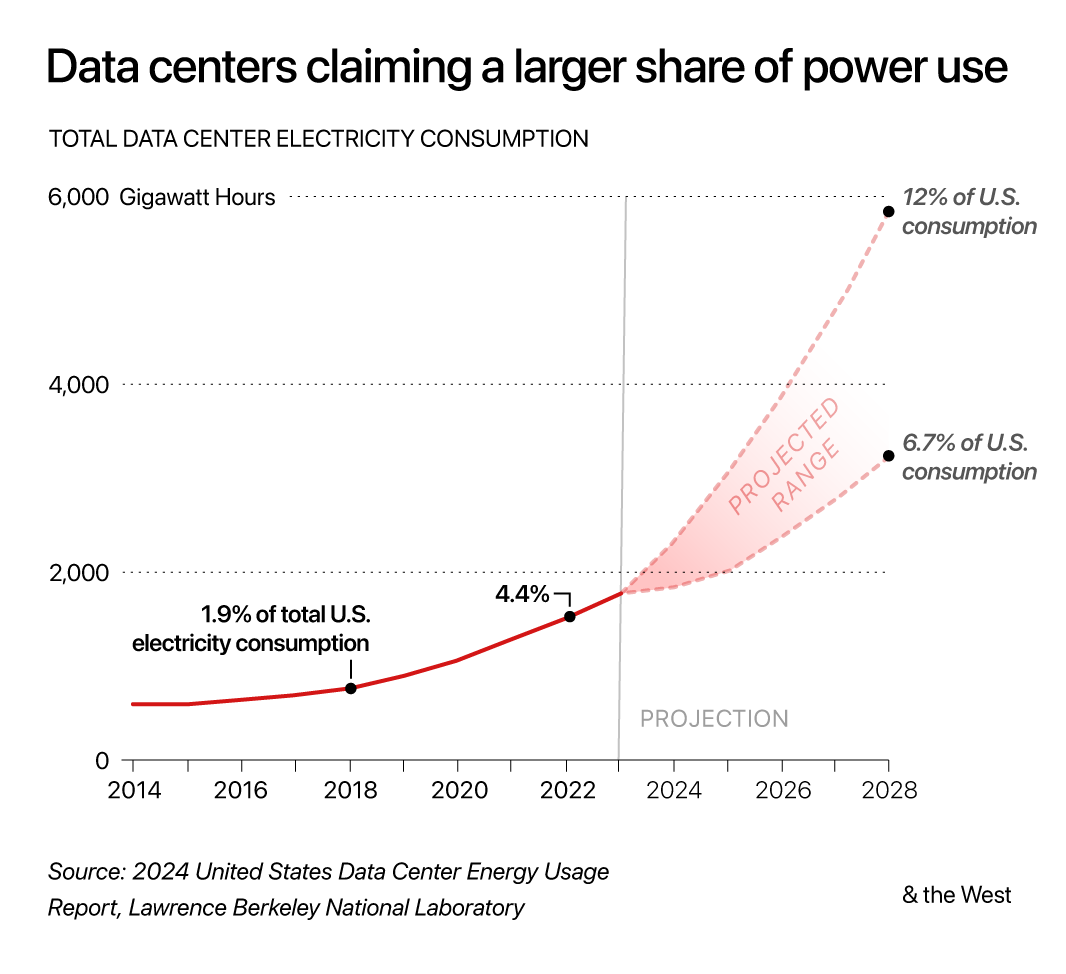 Data centers claiming a larger share of power use
TOTAL DATA CENTER ELECTRICITY CONSUMPTION
6,000 Gigawatt Hours
12% of U.S.
consumption
4,000
PROJECTED
RANGE
6.7% of U.S.
consumption
2,000
4.4%
1.9% of total U.S.
electricity consumption
PROJECTION
0
2014 2016 2018 2020 2022 2024 2026 2028
Source: 2024 United States Data Center Energy Usage
Report, Lawrence Berkeley National Laboratory
& the West